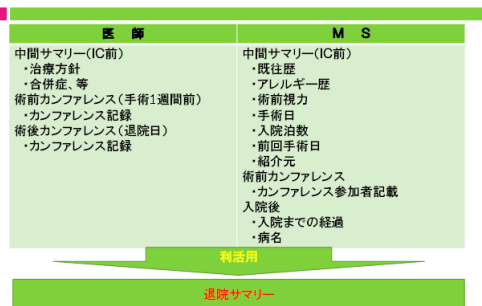 医　師
中間サマリー(IC前)
・治療方針
・合併症、等
術前カンファレンス(手術1週間前)
・カンファレンス記録
術後カンファレンス(退院日)
・カンファレンス記録
M　S
中間サマリー(IC前)
・既往歴
・アレルギー歴
・術前視力
・手術日
・入院泊数
・前回手術日
・紹介元
術前カンファレンス
・カンファレンス参加者記載
入院後
・入院までの経過
・病名
利活用
退院サマリー